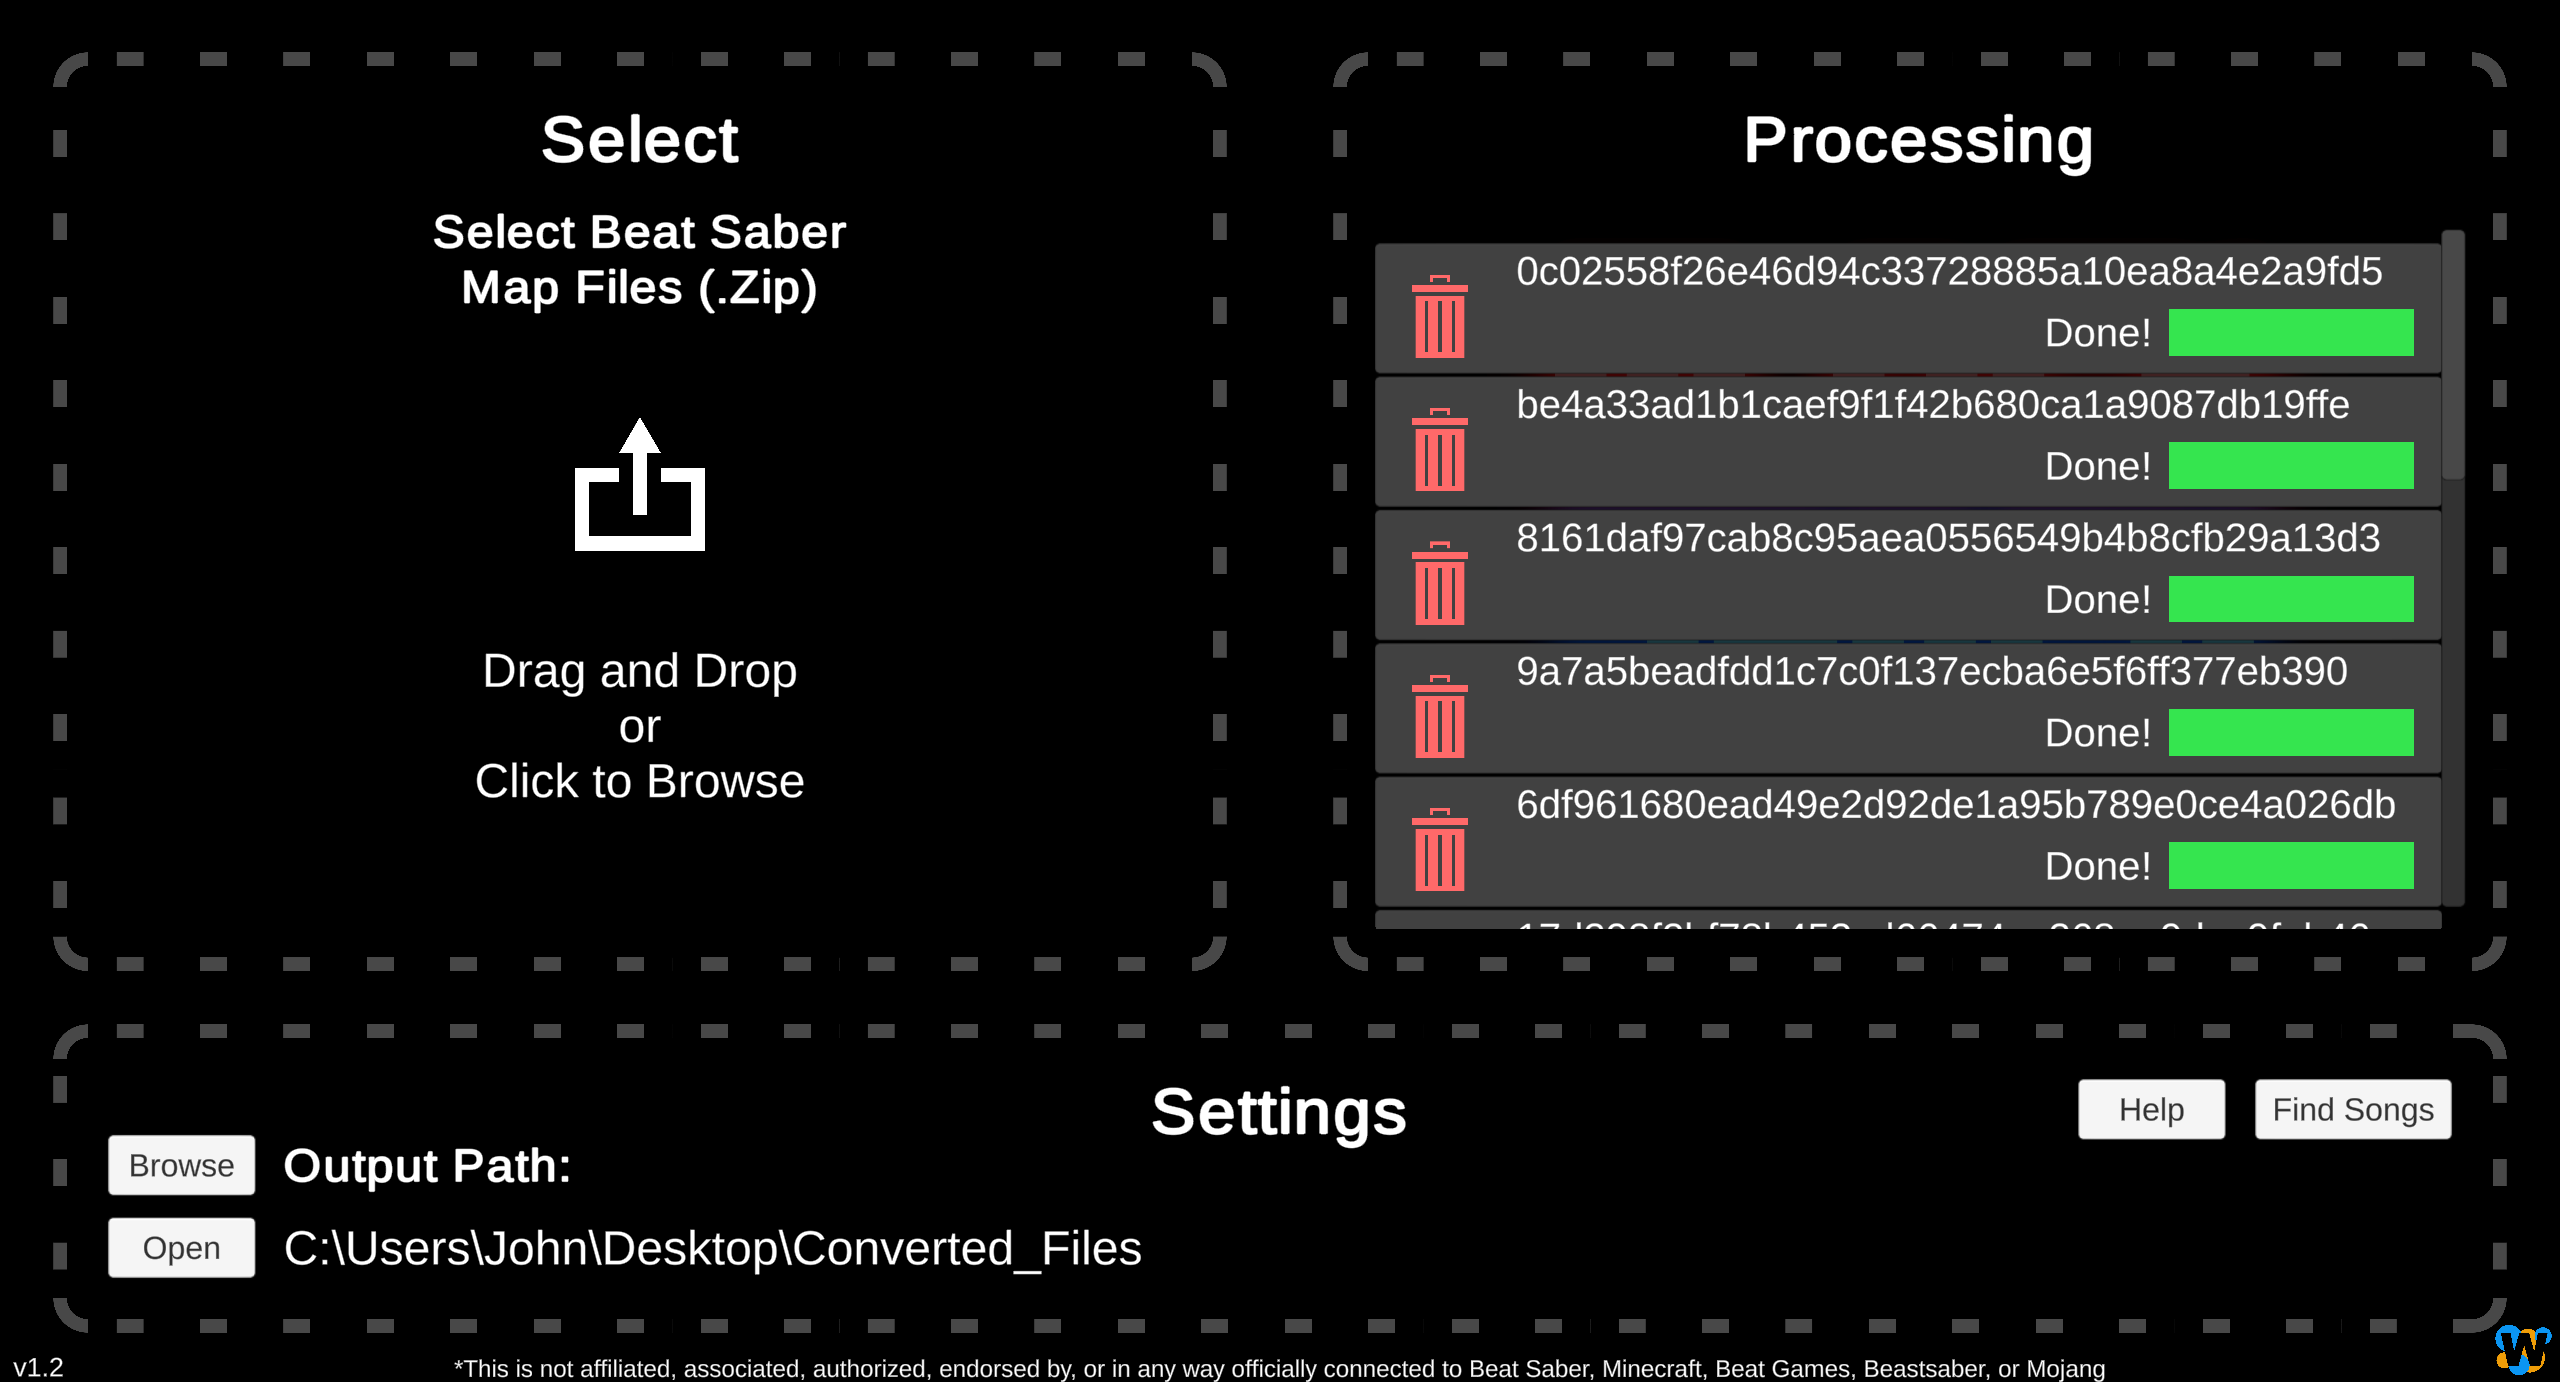 Select
Select Beat Saber
Map Files (.Zip)
Drag and Drop
or
Click to Browse
Processing
0c02558f26e46d94c33728885a10ea8a4e2a9fd5
Done!
be4a33ad1b1caef9f1f42b680ca1a9087db19ffe
Done!
8161daf97cab8c95aea0556549b4b8cfb29a13d3
Done!
9a7a5beadfdd1c7c0f137ecba6e5f6ff377eb390
Done!
6df961680ead49e2d92de1a95b789e0ce4a026db
Done!
Settings
Help
Find Songs
Browse
Output Path:
Open
C:\Users\John\Desktop\Converted_Files
v1.2
*This is not affiliated, associated, authorized, endorsed by, or in any way officially connected to Beat Saber, Minecraft, Beat Games, Beastsaber, or Mojang
W